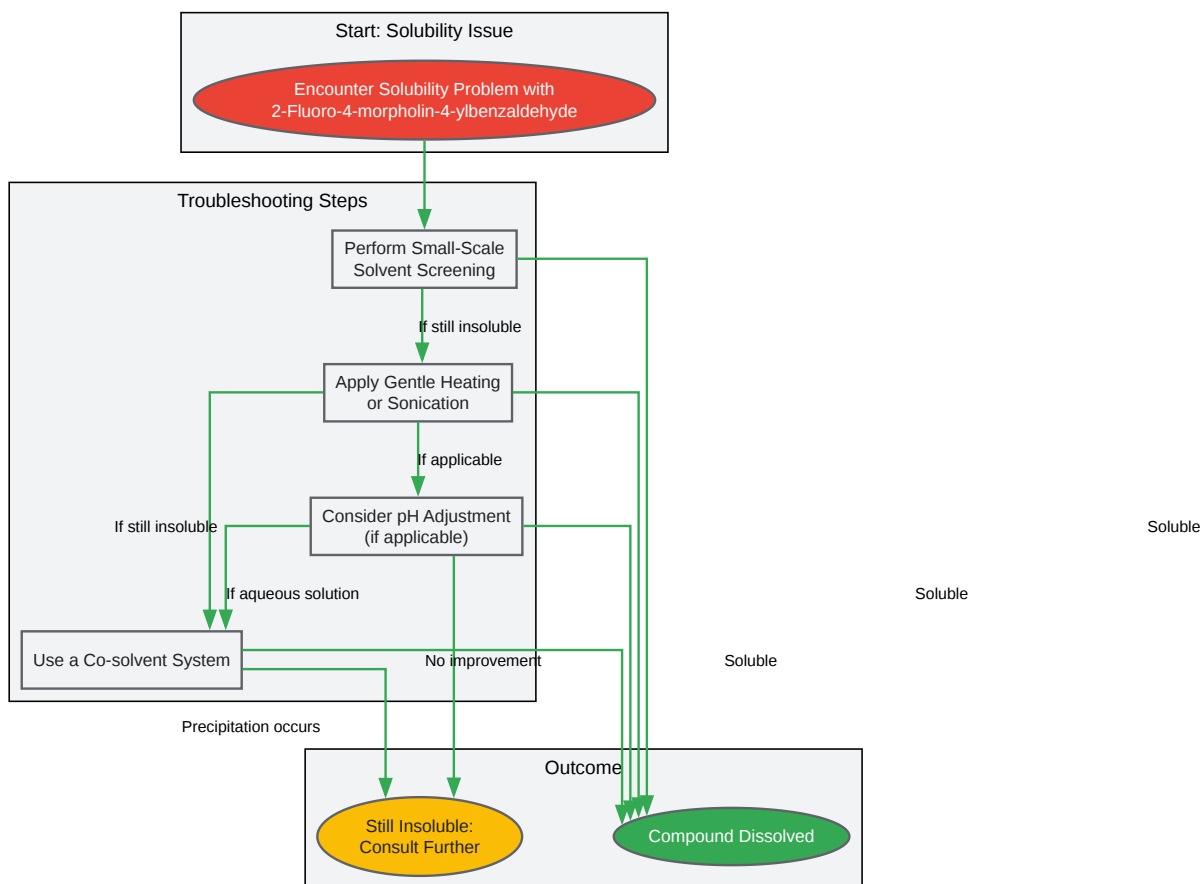 Start: Solubility Issue
Encounter Solubility Problem with
2-Fluoro-4-morpholin-4-ylbenzaldehyde
Troubleshooting Steps
Perform Small-Scale
Solvent Screening
If still insoluble
Apply Gentle Heating
or Sonication
If applicable
Consider pH Adjustment
(if applicable)
If still insoluble
Soluble
If aqueous solution
Soluble
Use a Co-solvent System
No improvement
Soluble
Precipitation occurs
Outcome
Still Insoluble:
Consult Further
Compound Dissolved